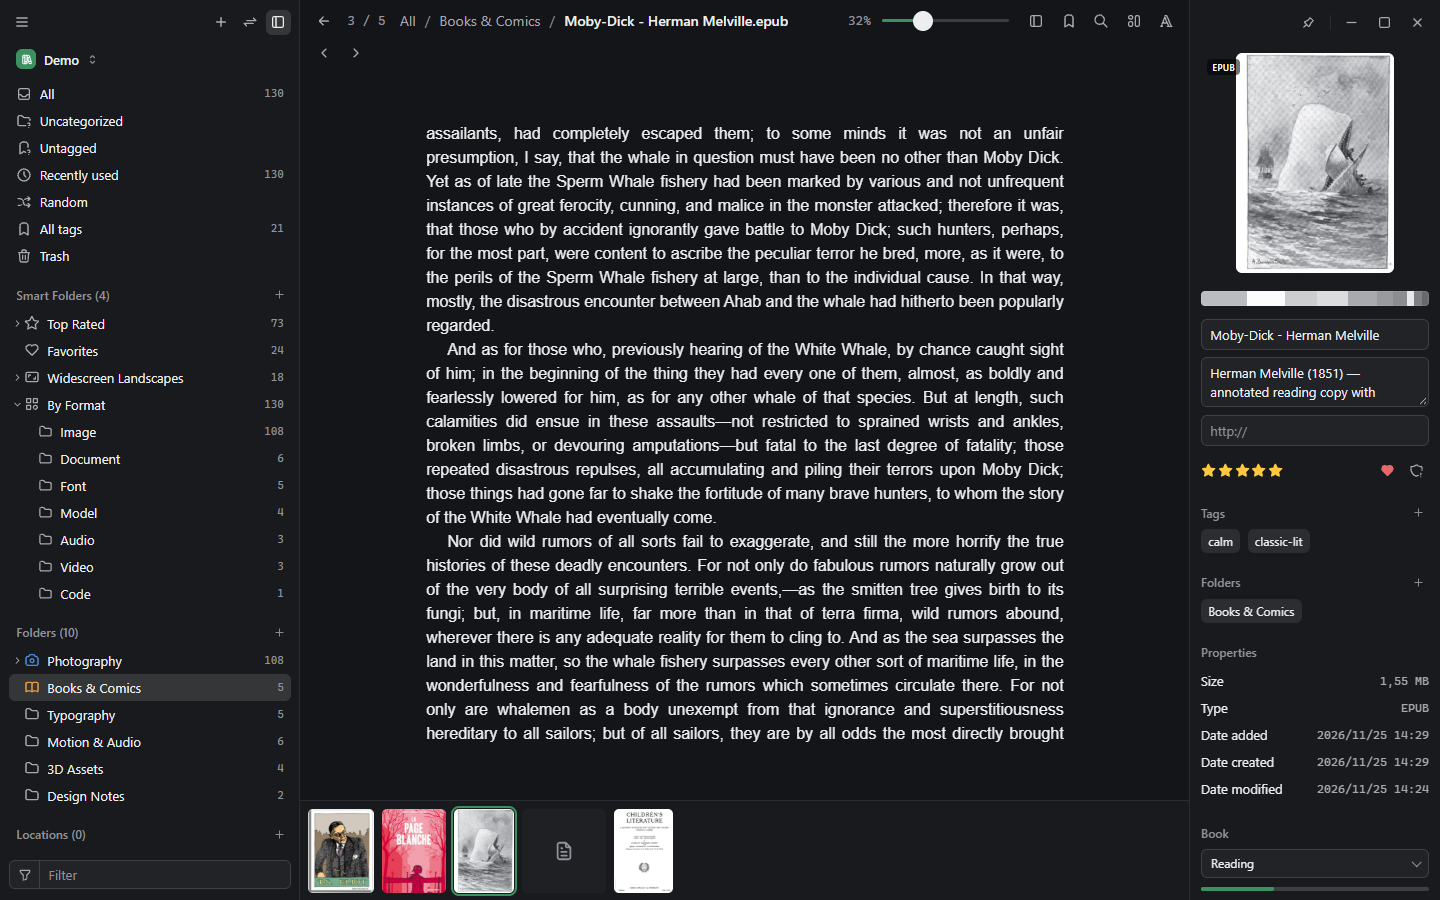 Demo
All 130
Uncategorized
Untagged
Recently used 130
Random
All tags 21
Trash
Smart Folders (4)
Top Rated 73
Favorites 24
Widescreen Landscapes 18
By Format 130
Image 108
Document 6
Font 5
Model 4
Audio 3
Video 3
Code 1
Folders (10)
Photography 108
Books & Comics 5
Typography 5
Motion & Audio 6
3D Assets 4
Design Notes 2
Locations (0)
Filter
3 / 5 All / Books & Comics / Moby-Dick - Herman Melville.epub 32%
assailants, had completely escaped them; to some minds it was not an unfair
presumption, I say, that the whale in question must have been no other than Moby Dick.
Yet as of late the Sperm Whale fishery had been marked by various and not unfrequent
instances of great ferocity, cunning, and malice in the monster attacked; therefore it was,
that those who by accident ignorantly gave battle to Moby Dick; such hunters, perhaps,
for the most part, were content to ascribe the peculiar terror he bred, more, as it were, to
the perils of the Sperm Whale fishery at large, than to the individual cause. In that way,
mostly, the disastrous encounter between Ahab and the whale had hitherto been popularly
regarded.
And as for those who, previously hearing of the White Whale, by chance caught sight
of him; in the beginning of the thing they had every one of them, almost, as boldly and
fearlessly lowered for him, as for any other whale of that species. But at length, such
calamities did ensue in these assaults—not restricted to sprained wrists and ankles,
broken limbs, or devouring amputations—but fatal to the last degree of fatality; those
repeated disastrous repulses, all accumulating and piling their terrors upon Moby Dick;
those things had gone far to shake the fortitude of many brave hunters, to whom the story
of the White Whale had eventually come.
Nor did wild rumors of all sorts fail to exaggerate, and still the more horrify the true
histories of these deadly encounters. For not only do fabulous rumors naturally grow out
of the very body of all surprising terrible events,—as the smitten tree gives birth to its
fungi; but, in maritime life, far more than in that of terra firma, wild rumors abound,
wherever there is any adequate reality for them to cling to. And as the sea surpasses the
land in this matter, so the whale fishery surpasses every other sort of maritime life, in the
wonderfulness and fearfulness of the rumors which sometimes circulate there. For not
only are whalemen as a body unexempt from that ignorance and superstitiousness
hereditary to all sailors; but of all sailors, they are by all odds the most directly brought
LA
PAGE
BLANCHE
CHILDREN'S
LITERATURE
EPUB
Moby-Dick - Herman Melville
Herman Melville (1851) —
annotated reading copy with
http://
Tags
calm classic-lit
Folders
Books & Comics
Properties
Size 1,55 MB
Type EPUB
Date added 2026/11/25 14:29
Date created 2026/11/25 14:29
Date modified 2026/11/25 14:24
Book
Reading